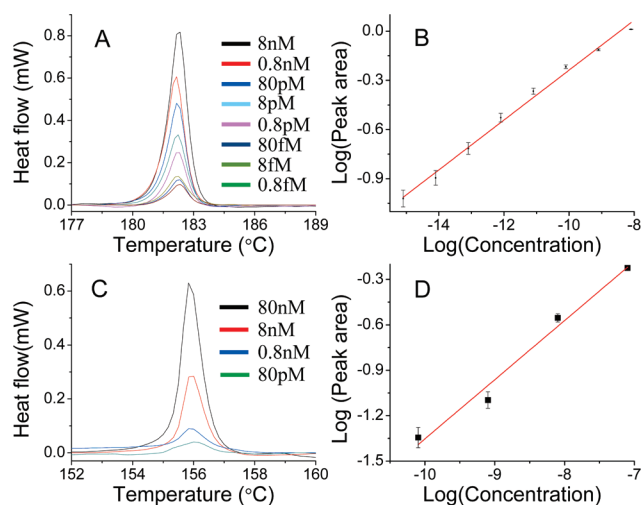 A
8nM
0.8nM
80pM
8pM
0.8pM
80fM
8fM
0.8fM
Heat flow (mW)
0.8
0.6
0.4
0.2
0.0
177 180 183 186 189
Temperature (°C)
B
Log(Peak area)
0.0
-0.3
-0.6
-0.9
-14 -12 -10 -8
Log(Concentration)
C
80nM
8nM
0.8nM
80pM
Heat flow(mW)
0.6
0.4
0.2
0.0
152 154 156 158 160
Temperature (°C)
D
Log (Peak area)
-0.3
-0.6
-0.9
-1.2
-1.5
-10 -9 -8 -7
Log(Concentration)